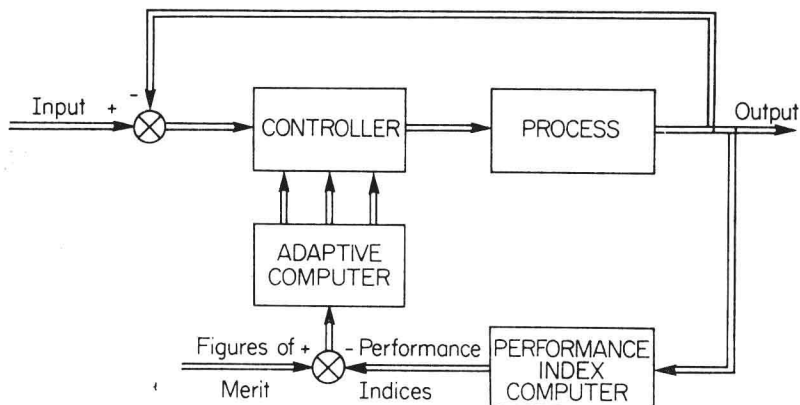 -
Input +
CONTROLLER
PROCESS
Output
ADAPTIVE
COMPUTER
Figures of +
Merit
- Performance
Indices
PERFORMANCE
INDEX
COMPUTER